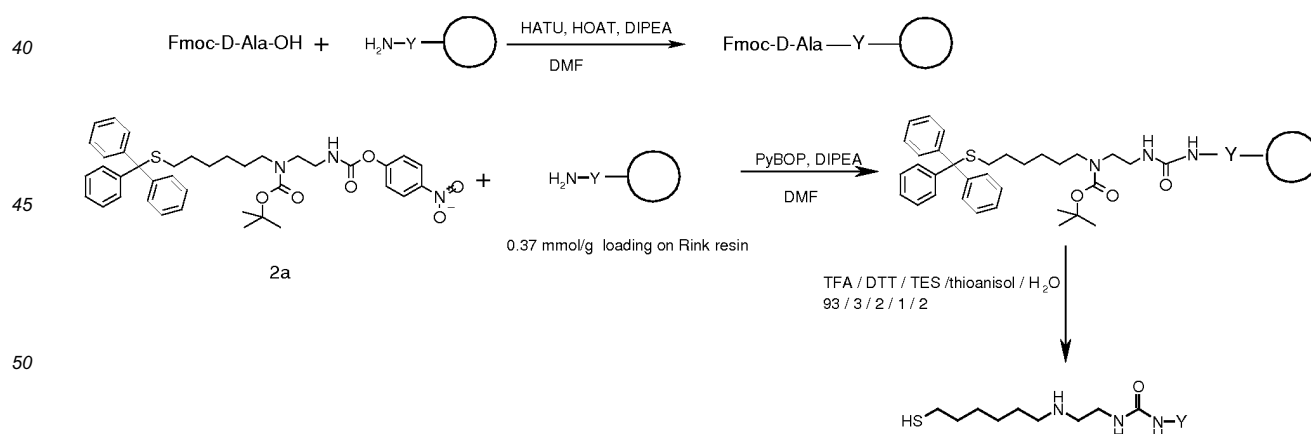 40
Fmoc-D-Ala-OH + H2N-Y
HATU, HOAT, DIPEA
DMF
Fmoc-D-Ala-Y
S
N
O
O
H
N
O
O
N
O
O
-
2a
+
45
H2N-Y
0.37 mmol/g loading on Rink resin
PyBOP, DIPEA
DMF
S
N
O
O
H
N
O
H
N
Y
TFA / DTT / TES /thioanisol / H2O
93 / 3 / 2 / 1 / 2
50
HS
H
N
N
H
O
N
H
Y